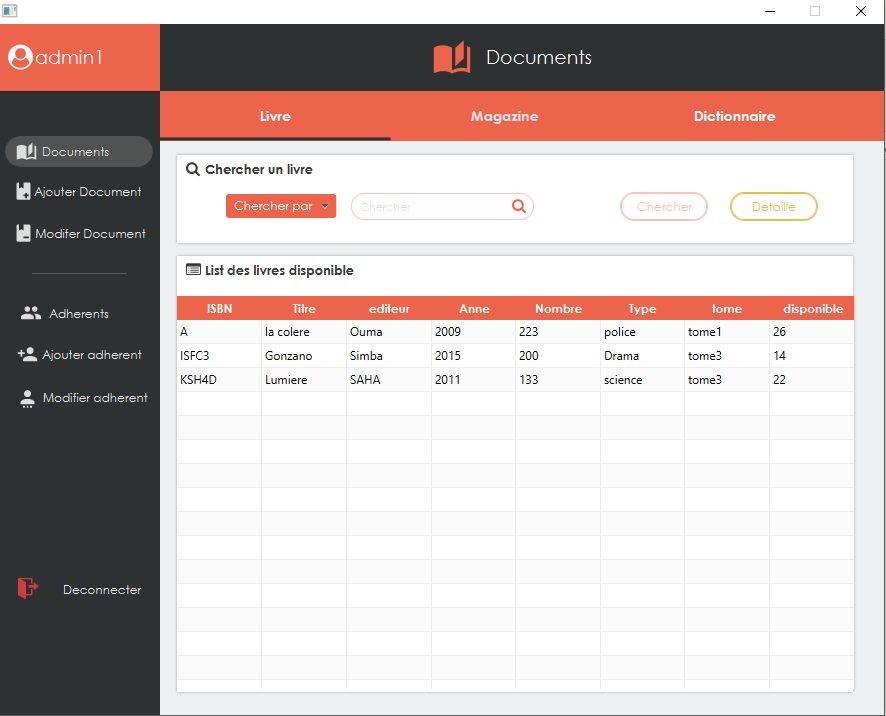 admin1
Documents
Livre Magazine Dictionnaire
Documents
Ajouter Document
Modifer Document
Adherents
Ajouter adherent
Modifier adherent
Deconnecter
Chercher un livre
Chercher par Chercher Chercher Detaille
List des livres disponible
ISBN Titre editeur Anne Nombre Type tome disponible
A la colere Ouma 2009 223 police tome1 26
ISFC3 Gonzano Simba 2015 200 Drama tome3 14
KSH4D Lumiere SAHA 2011 133 science tome3 22